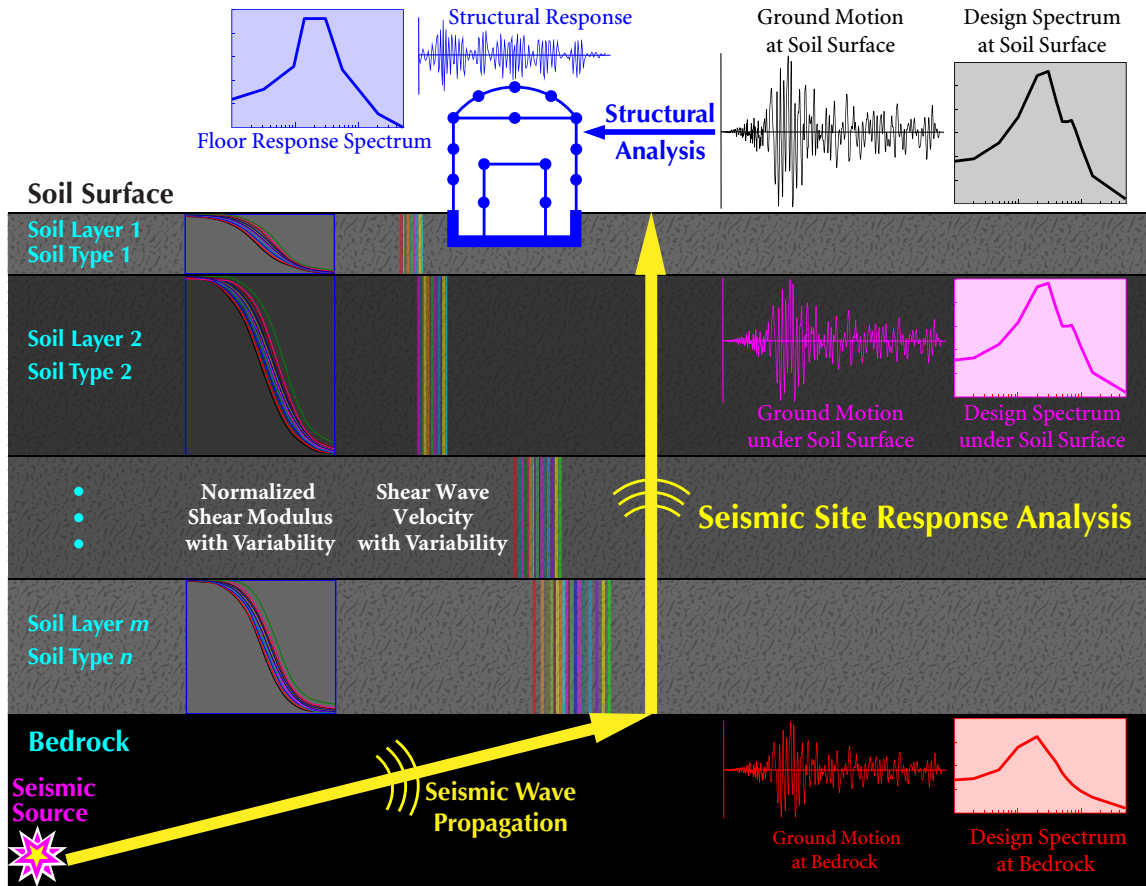 Structural Response
Floor Response Spectrum
Structural
Analysis
Ground Motion
at Soil Surface
Design Spectrum
at Soil Surface
Soil Surface
Soil Layer 1
Soil Type 1
Soil Layer 2
Soil Type 2
Ground Motion
under Soil Surface
Design Spectrum
under Soil Surface
Normalized
Shear Modulus
with Variability
Shear Wave
Velocity
with Variability
Seismic Site Response Analysis
Soil Layer m
Soil Type n
Bedrock
Seismic
Source
Seismic Wave
Propagation
Ground Motion
at Bedrock
Design Spectrum
at Bedrock